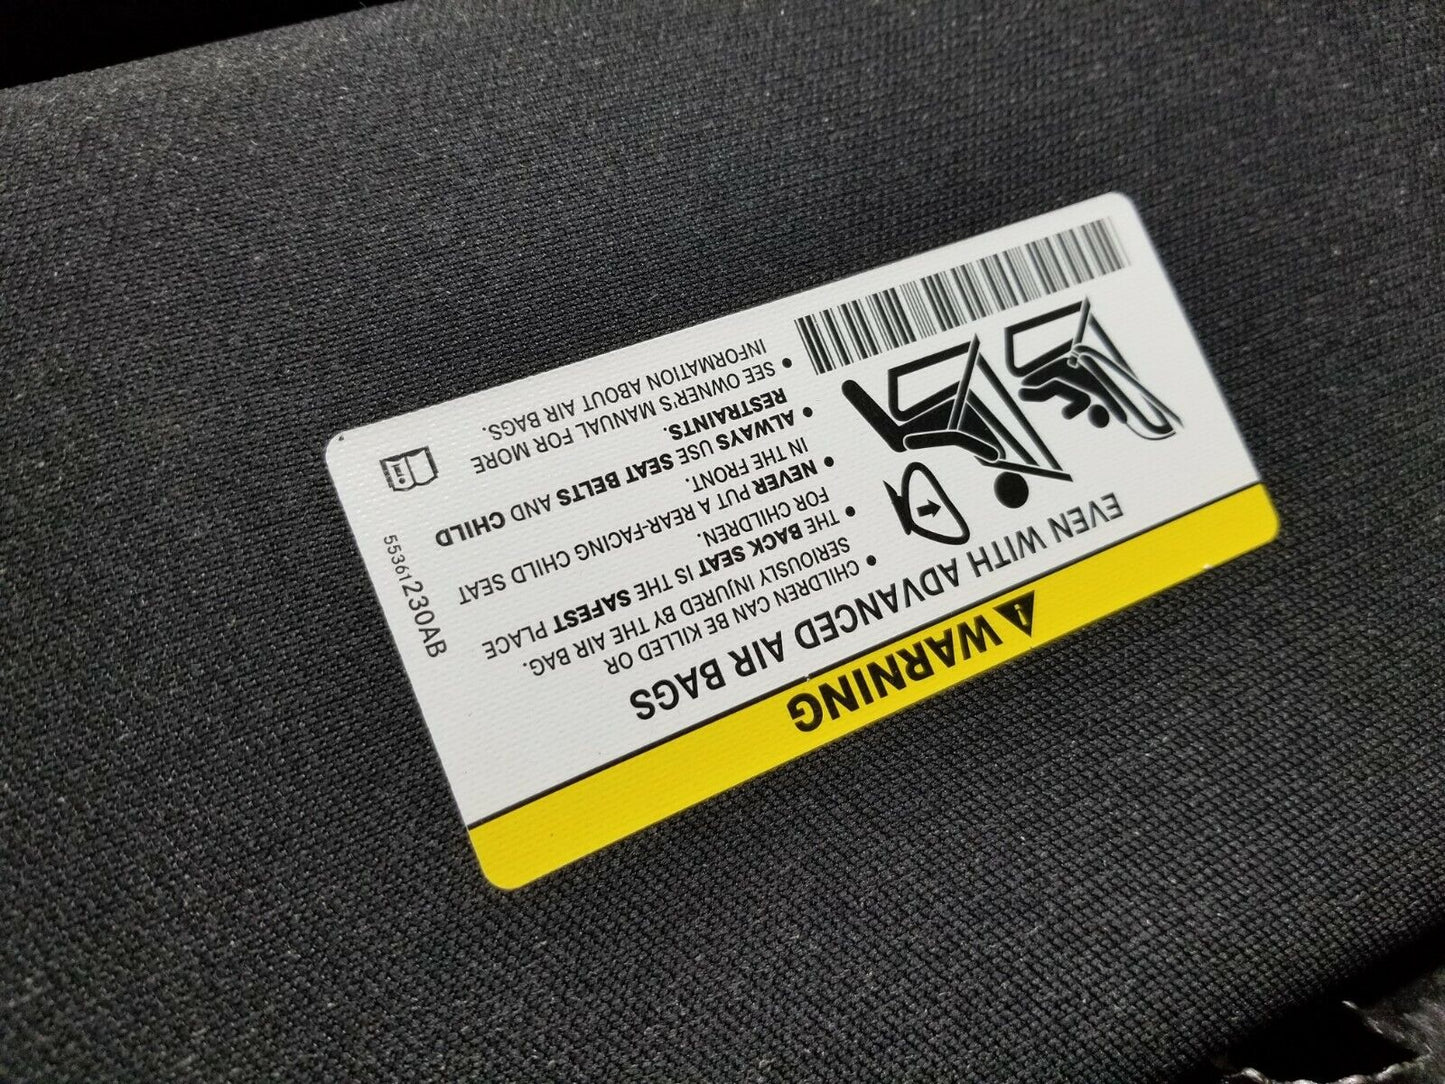 WARNING
EVEN WITH ADVANCED AIR BAGS
• CHILDREN CAN BE KILLED OR
SERIOUSLY INJURED BY THE AIR BAG.
• THE BACK SEAT IS THE SAFEST PLACE
FOR CHILDREN.
• NEVER PUT A REAR-FACING CHILD SEAT
IN THE FRONT.
• ALWAYS USE SEAT BELTS AND CHILD
RESTRAINTS.
• SEE OWNER'S MANUAL FOR MORE
INFORMATION ABOUT AIR BAGS.
55361230AB